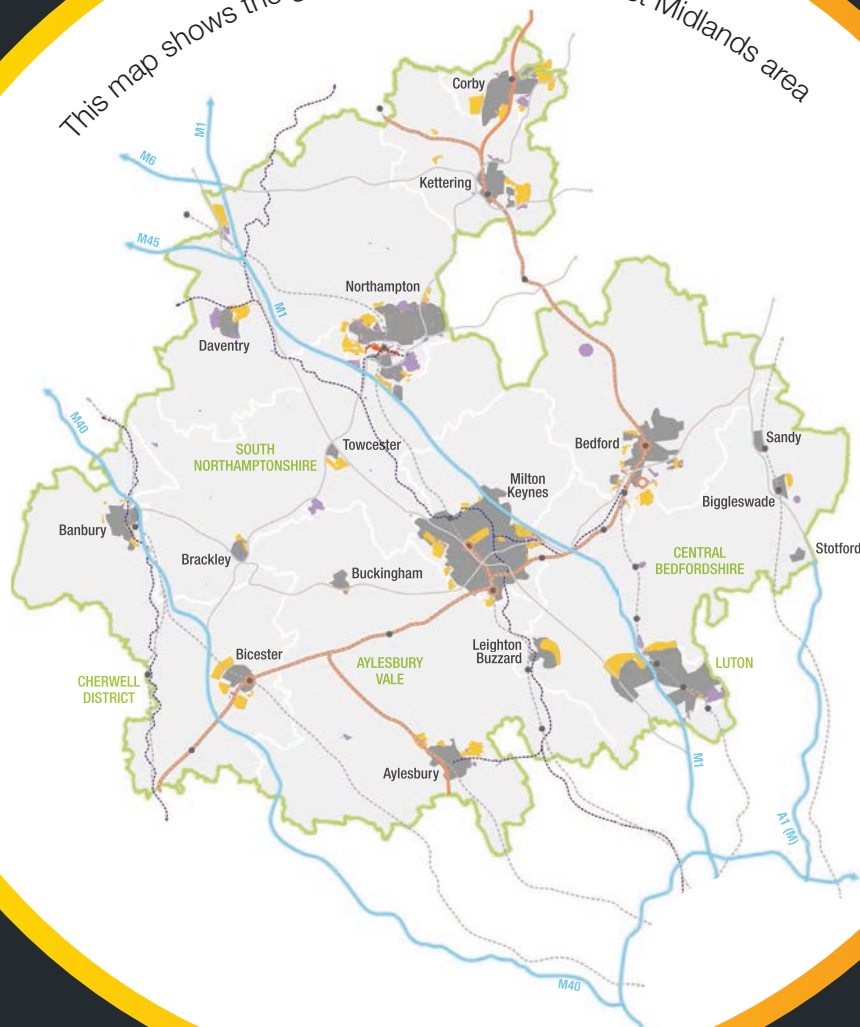 This map shows the
Midlands area
Corby
M1
M6
Kettering
M45
Northampton
M1
Daventry
M40
SOUTH
NORTHAMPTONSHIRE
Towcester
Bedford
Sandy
Milton
Keynes
Biggleswade
Banbury
Brackley
Buckingham
CENTRAL
BEDFORDSHIRE
Stotford
Bicester
AYLESBURY
VALE
Leighton
Buzzard
LUTON
CHERWELL
DISTRICT
Aylesbury
M1
A1 (M)
M40